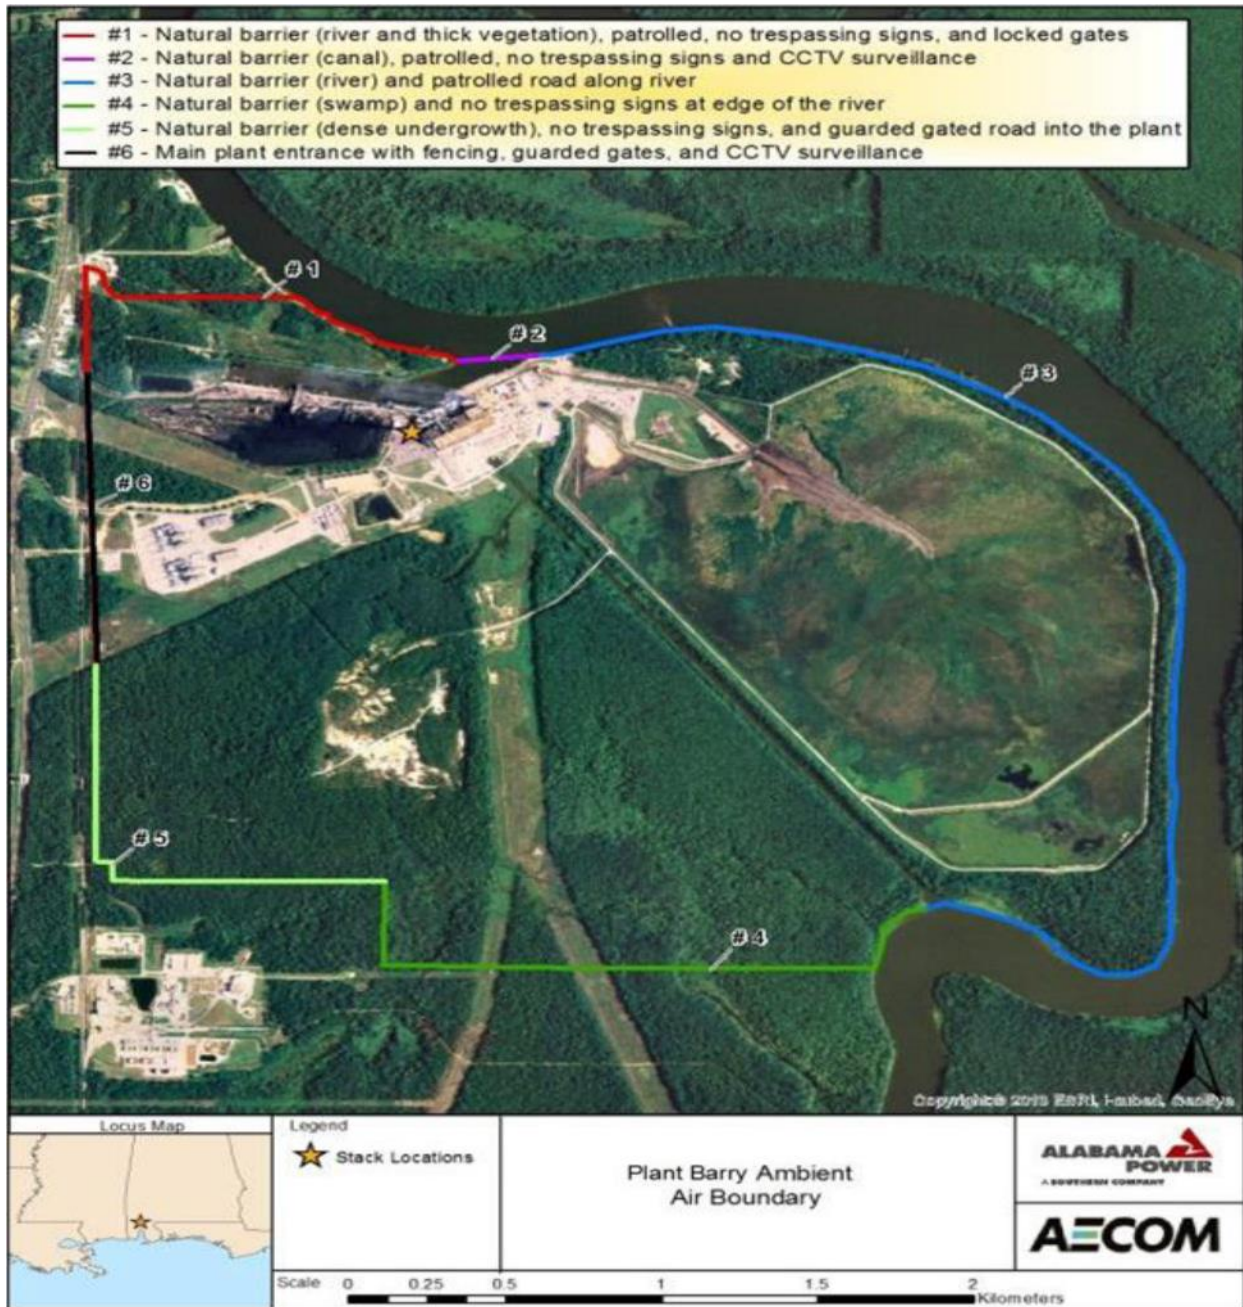 #1 - Natural barrier (river and thick vegetation), patrolled, no trespassing signs, and locked gates
#2 - Natural barrier (canal), patrolled, no trespassing signs and CCTV surveillance
#3 - Natural barrier (river) and patrolled road along river
#4 - Natural barrier (swamp) and no trespassing signs at edge of the river
#5 - Natural barrier (dense undergrowth), no trespassing signs, and guarded gated road into the plant
#6 - Main plant entrance with fencing, guarded gates, and CCTV surveillance
# 1
# 2
# 3
# 6
# 5
# 4
N
Copyright© 2013 ESRI,
Locus Map
Legend
Stack Locations
Plant Barry Ambient
Air Boundary
ALABAMA
POWER
A SOUTHERN COMPANY
AECOM
Scale 0 0.25 0.5 1 1.5 2
Kilometers